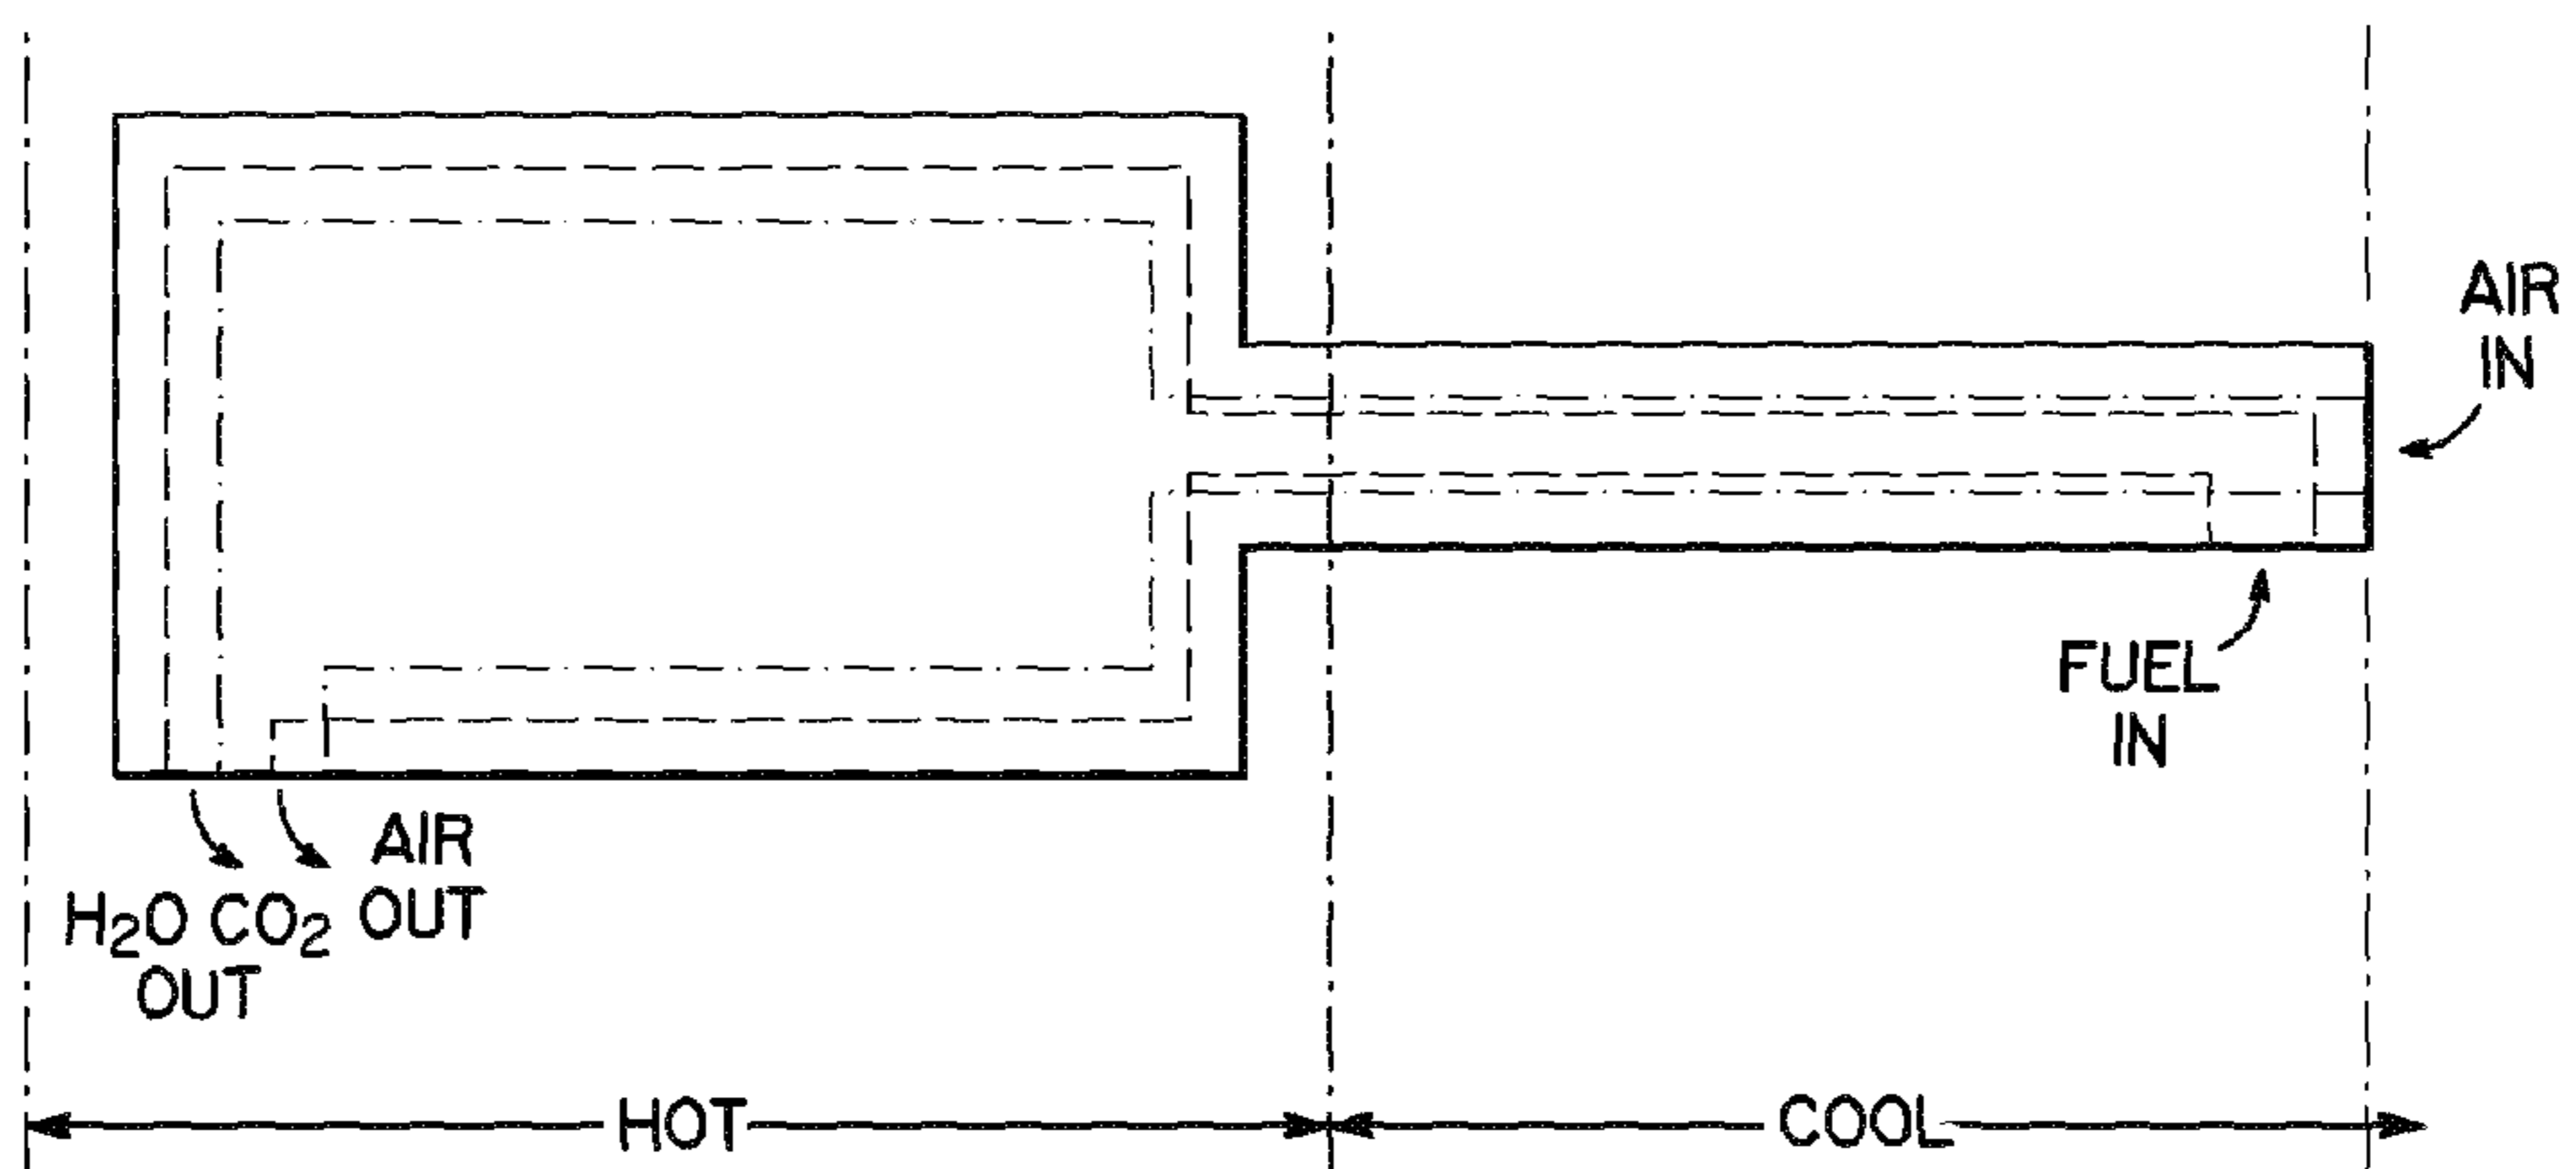 AIR
IN
FUEL
IN
AIR
OUT
H₂O CO₂
OUT
HOT
COOL